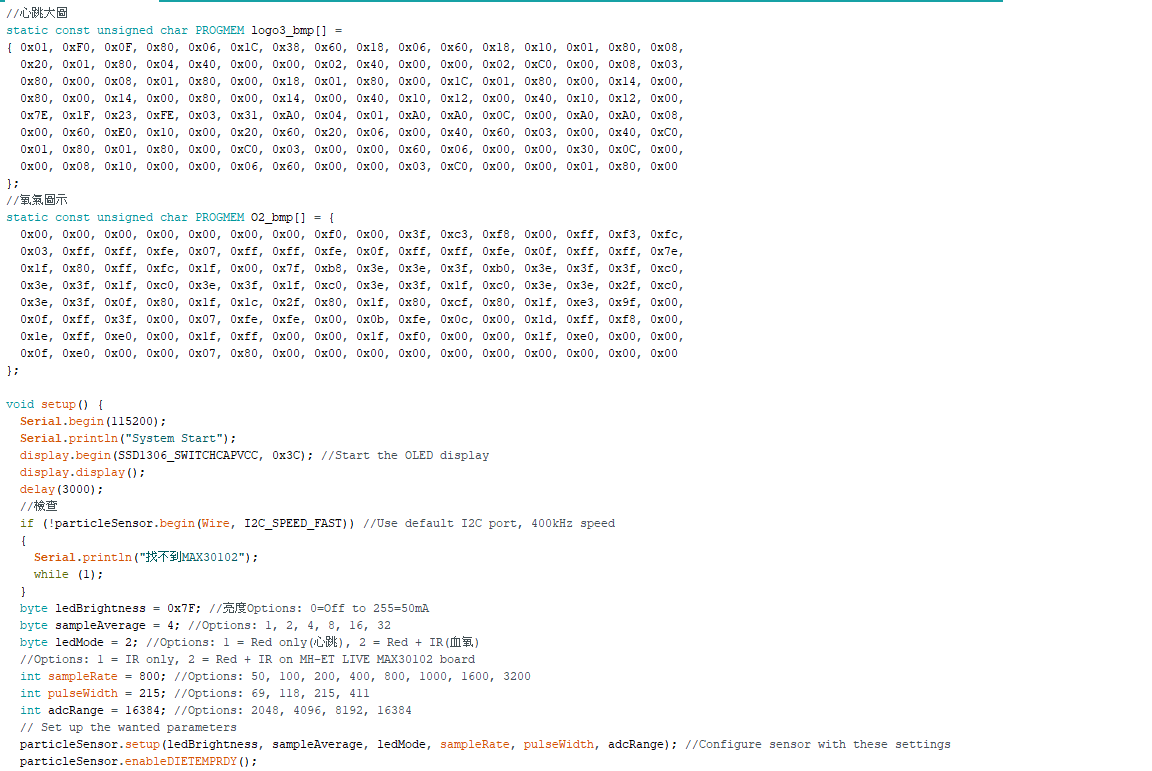 //心跳大圖
static const unsigned char PROGMEM logo3_bmp[] =
{ 0x01, 0xF0, 0x0F, 0x80, 0x06, 0x1C, 0x38, 0x60, 0x18, 0x06, 0x60, 0x18, 0x10, 0x01, 0x80, 0x08,
  0x20, 0x01, 0x80, 0x04, 0x40, 0x00, 0x00, 0x02, 0x40, 0x00, 0x00, 0x02, 0xC0, 0x00, 0x08, 0x03,
  0x80, 0x00, 0x08, 0x01, 0x80, 0x00, 0x18, 0x01, 0x80, 0x00, 0x1C, 0x01, 0x80, 0x00, 0x14, 0x00,
  0x80, 0x00, 0x14, 0x00, 0x80, 0x00, 0x14, 0x00, 0x40, 0x10, 0x12, 0x00, 0x40, 0x10, 0x12, 0x00,
  0x7E, 0x1F, 0x23, 0xFE, 0x03, 0x31, 0xA0, 0x04, 0x01, 0xA0, 0xA0, 0x0C, 0x00, 0xA0, 0xA0, 0x08,
  0x00, 0x60, 0xE0, 0x10, 0x00, 0x20, 0x60, 0x20, 0x06, 0x00, 0x40, 0x60, 0x03, 0x00, 0x40, 0xC0,
  0x01, 0x80, 0x01, 0x80, 0x00, 0xC0, 0x03, 0x00, 0x00, 0x60, 0x06, 0x00, 0x00, 0x30, 0x0C, 0x00,
  0x00, 0x08, 0x10, 0x00, 0x00, 0x06, 0x60, 0x00, 0x00, 0x03, 0xC0, 0x00, 0x00, 0x01, 0x80, 0x00
};
//氧氣圖示
static const unsigned char PROGMEM O2_bmp[] = {
  0x00, 0x00, 0x00, 0x00, 0x00, 0x00, 0x00, 0xf0, 0x00, 0x3f, 0xc3, 0xf8, 0x00, 0xff, 0xf3, 0xfc,
  0x03, 0xff, 0xff, 0xfe, 0x07, 0xff, 0xff, 0xfe, 0x0f, 0xff, 0xff, 0xfe, 0x0f, 0xff, 0xff, 0x7e,
  0x1f, 0x80, 0xff, 0xfc, 0x1f, 0x00, 0x7f, 0xb8, 0x3e, 0x3e, 0x3f, 0xb0, 0x3e, 0x3f, 0x3f, 0xc0,
  0x3e, 0x3f, 0x1f, 0xc0, 0x3e, 0x3f, 0x1f, 0xc0, 0x3e, 0x3f, 0x1f, 0xc0, 0x3e, 0x3e, 0x2f, 0xc0,
  0x3e, 0x3f, 0x0f, 0x80, 0x1f, 0x1c, 0x2f, 0x80, 0x1f, 0x80, 0xcf, 0x80, 0x1f, 0xe3, 0x9f, 0x00,
  0x0f, 0xff, 0x3f, 0x00, 0x07, 0xfe, 0xfe, 0x00, 0x0b, 0xfe, 0x0c, 0x00, 0x1d, 0xff, 0xf8, 0x00,
  0x1e, 0xff, 0xe0, 0x00, 0x1f, 0xff, 0x00, 0x00, 0x1f, 0xf0, 0x00, 0x00, 0x1f, 0xe0, 0x00, 0x00,
  0x0f, 0xe0, 0x00, 0x00, 0x07, 0x80, 0x00, 0x00, 0x00, 0x00, 0x00, 0x00, 0x00, 0x00, 0x00, 0x00
};
void setup() {
  Serial.begin(115200);
  Serial.println("System Start");
  display.begin(SSD1306_SWITCHCAPVCC, 0x3C); //Start the OLED display
  display.display();
  delay(3000);
  //檢查
  if (!particleSensor.begin(Wire, I2C_SPEED_FAST)) //Use default I2C port, 400kHz speed
  {
    Serial.println("找不到MAX30102");
    while (1);
  }
  byte ledBrightness = 0x7F; //亮度Options: 0=Off to 255=50mA
  byte sampleAverage = 4; //Options: 1, 2, 4, 8, 16, 32
  byte ledMode = 2; //Options: 1 = Red only(心跳), 2 = Red + IR(血氧)
  //Options: 1 = IR only, 2 = Red + IR on MH-ET LIVE MAX30102 board
  int sampleRate = 800; //Options: 50, 100, 200, 400, 800, 1000, 1600, 3200
  int pulseWidth = 215; //Options: 69, 118, 215, 411
  int adcRange = 16384; //Options: 2048, 4096, 8192, 16384
  // Set up the wanted parameters
  particleSensor.setup(ledBrightness, sampleAverage, ledMode, sampleRate, pulseWidth, adcRange); //Configure sensor with these settings
  particleSensor.enableDIETEMPRDY();